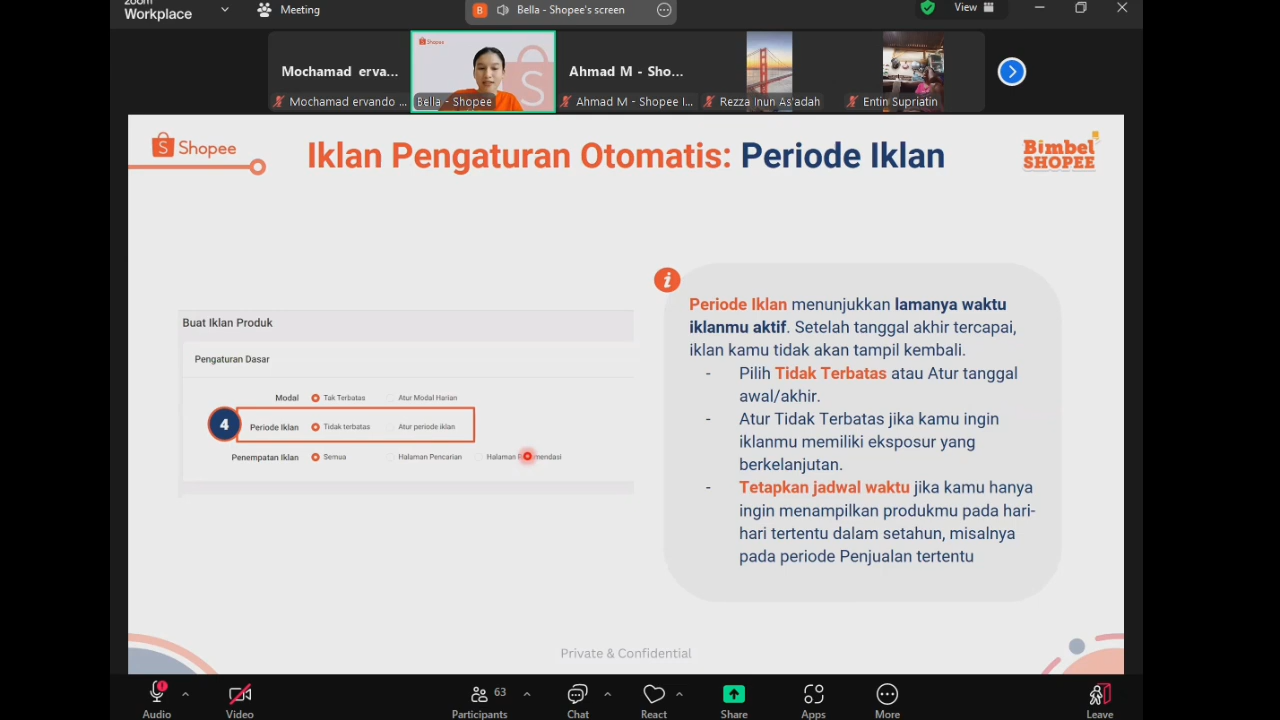 zoom
Workplace
Meeting
B Bella - Shopee's screen
View
Mochamad erva...
Shopee
Ahmad M - Sho...
Mochamad ervando ...
Bella - Shopee
Ahmad M - Shopee I...
Rezza Inun As'adah
Entin Supriatin
Shopee
Iklan Pengaturan Otomatis: Periode Iklan
Bimbel
SHOPEE
Buat Iklan Produk
Pengaturan Dasar
Modal Tak Terbatas Atur Modal Harian
4 Periode Iklan Tidak terbatas Atur periode iklan
Penempatan Iklan Semua Halaman Pencarian Halaman
i
Periode Iklan menunjukkan lamanya waktu
iklanmu aktif. Setelah tanggal akhir tercapai,
iklan kamu tidak akan tampil kembali.
- Pilih Tidak Terbatas atau Atur tanggal
awal/akhir.
- Atur Tidak Terbatas jika kamu ingin
iklanmu memiliki eksposur yang
berkelanjutan.
- Tetapkan jadwal waktu jika kamu hanya
ingin menampilkan produkmu pada hari-
hari tertentu dalam setahun, misalnya
pada periode Penjualan tertentu
Private & Confidential
63
Audio
Video
Participants
Chat
React
Share
Apps
More
Leave